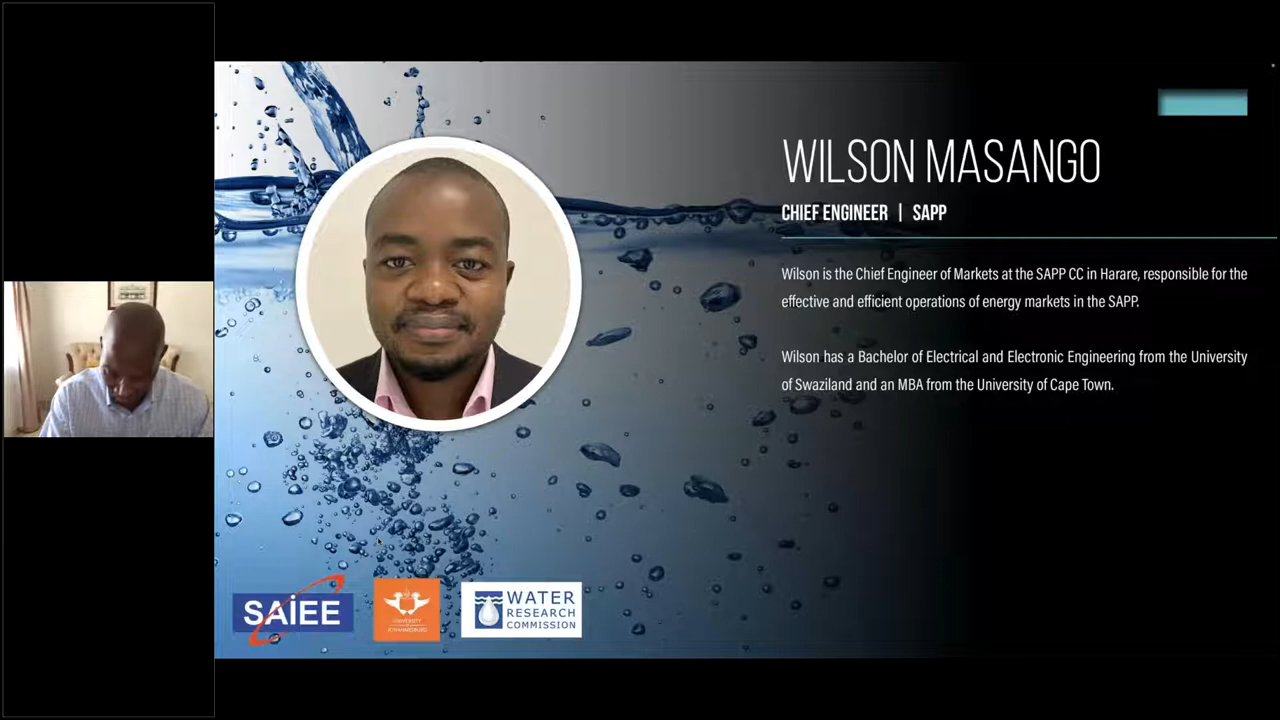 WILSON MASANGO
CHIEF ENGINEER | SAPP
Wilson is the Chief Engineer of Markets at the SAPP CC in Harare, responsible for the
effective and efficient operations of energy markets in the SAPP.
Wilson has a Bachelor of Electrical and Electronic Engineering from the University
of Swaziland and an MBA from the University of Cape Town.
SAIEE
UNIVERSITY
JOHANNESBURG
WATER
RESEARCH
COMMISSION